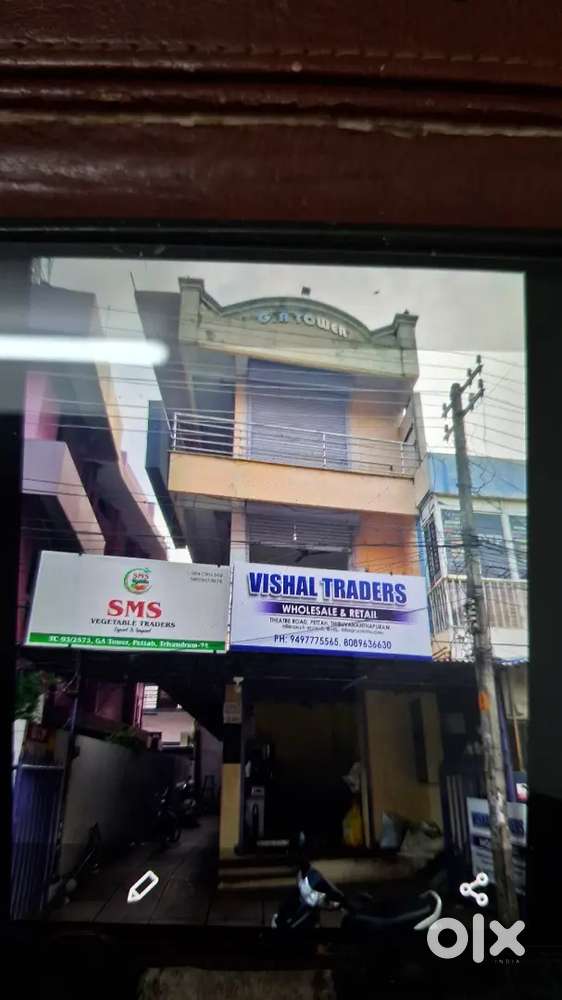 G.A TOWER
SMS
SMS
VEGETABLE TRADERS
Export & Import
TC 93/2573, GA Tower, Pettah, Trivandrum-24
VISHAL TRADERS
WHOLESALE & RETAIL
THEATRE ROAD, PETTAH, THIRUVANANTHAPURAM
PH: 9497775565, 8089636630
olx
INDIA